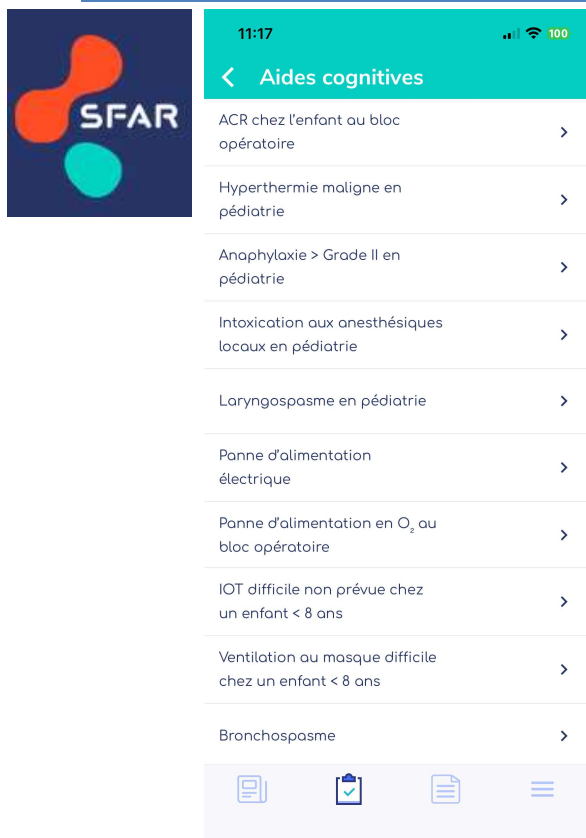 SFAR
11:17
100
Aides cognitives
ACR chez l'enfant au bloc
opératoire
Hyperthermie maligne en
pédiatrie
Anaphylaxie > Grade II en
pédiatrie
Intoxication aux anesthésiques
locaux en pédiatrie
Laryngospasme en pédiatrie
Panne d'alimentation
électrique
Panne d'alimentation en O₂ au
bloc opératoire
IOT difficile non prévue chez
un enfant < 8 ans
Ventilation au masque difficile
chez un enfant < 8 ans
Bronchospasme